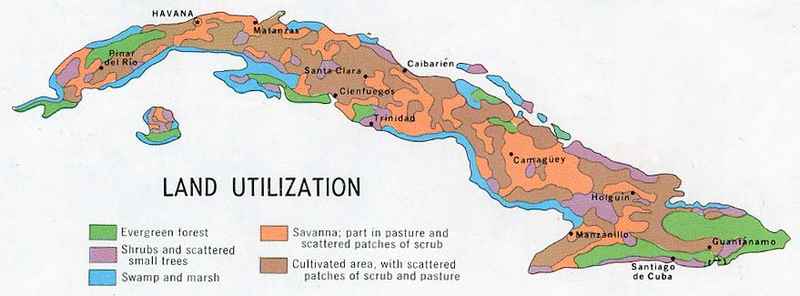 HAVANA
Matanzas
Pinar
del Río
Caibarién
Santa Clara
Cienfuegos
Trinidad
Camagüey
Holguín
Manzanillo
Guantánamo
Santiago
de Cuba
LAND UTILIZATION
Evergreen forest
Shrubs and scattered
small trees
Swamp and marsh
Savanna; part in pasture and
scattered patches of scrub
Cultivated area, with scattered
patches of scrub and pasture